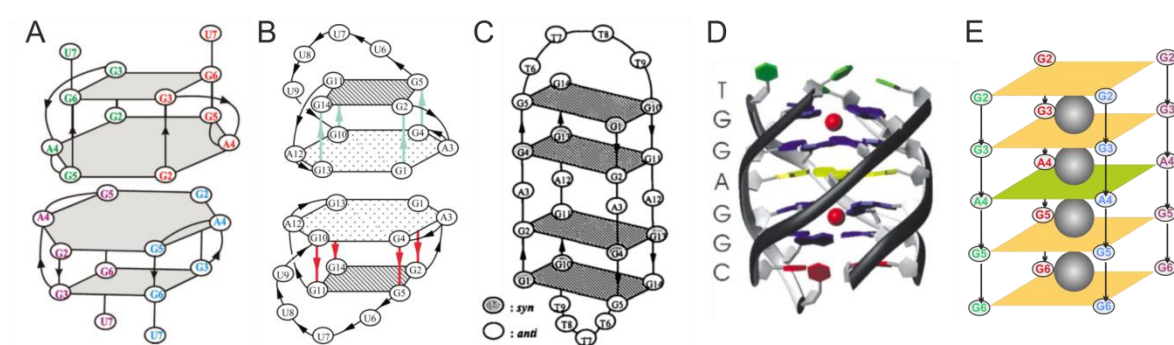 A
U7 U7
G3 G6
G6 G3
G2 G5
A4 A4
G5 G2
G5 G2
A4 A4
G2 G5
G6 G3
G3 G6
U7 U7
B
U7
U8 U6
U9
G11 G5
G14 G2
G10 G4
A12 A3
G13 G1
G13 G1
A12 A3
G10 G4
U9 G14 G2
G11 G5
U8
U7 U6
C
T7 T8
T6 T9
G14
G5 G10
G1
G13
G4 G11
G2
A12
A3 A3
G11
G2 G13
G4
G10
G1 G14
G5
T9
T8 T6
T7
: syn
: anti
D
T
G
G
A
G
G
C
E
G2 G2
G2 G2
G3 G3
G3 G3
A4 A4
A4 A4
G5 G5
G5 G5
G6 G6
G6 G6